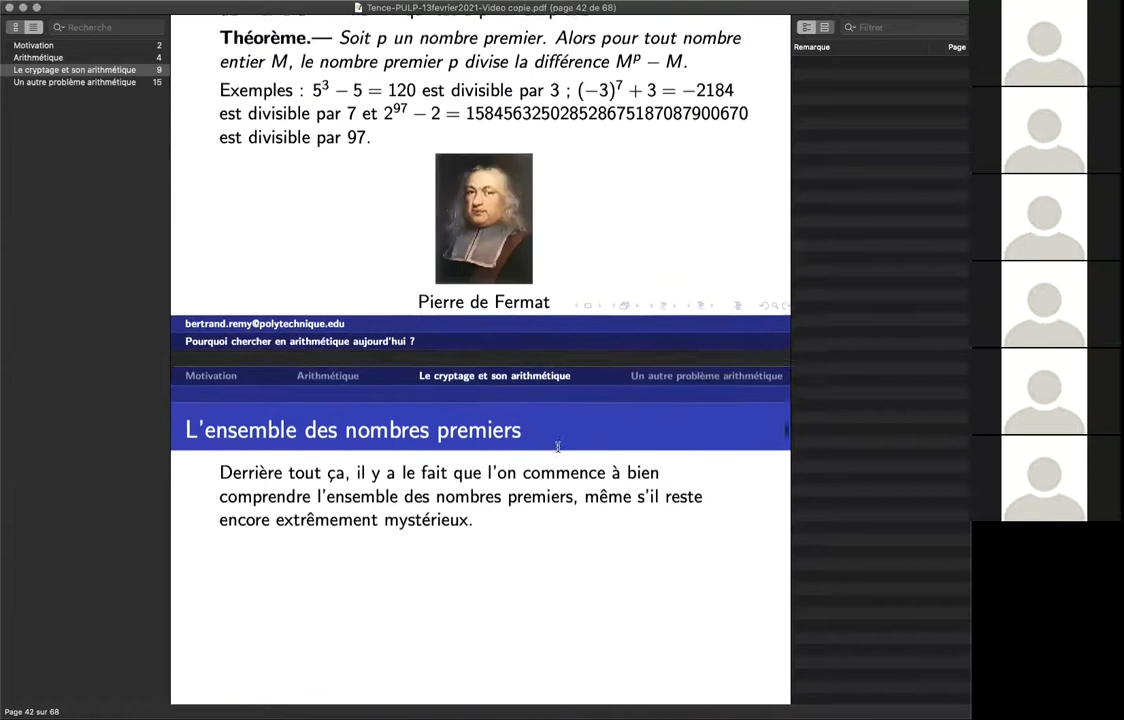 Tence-PULP-13fevrier2021-Video copie.pdf (page 42 de 68)
Recherche
Filtrer
Motivation 2
Arithmétique 4
Le cryptage et son arithmétique 9
Un autre problème arithmétique 15
Remarque Page
Théorème.— Soit p un nombre premier. Alors pour tout nombre
entier M, le nombre premier p divise la différence M^p − M.
Exemples : 5³ − 5 = 120 est divisible par 3 ; (−3)⁷ + 3 = −2184
est divisible par 7 et 2⁹⁷ − 2 = 158456325028528675187087900670
est divisible par 97.
Pierre de Fermat
bertrand.remy@polytechnique.edu
Pourquoi chercher en arithmétique aujourd'hui ?
Motivation Arithmétique Le cryptage et son arithmétique Un autre problème arithmétique
L'ensemble des nombres premiers
Derrière tout ça, il y a le fait que l'on commence à bien
comprendre l'ensemble des nombres premiers, même s'il reste
encore extrêmement mystérieux.
Page 42 sur 68